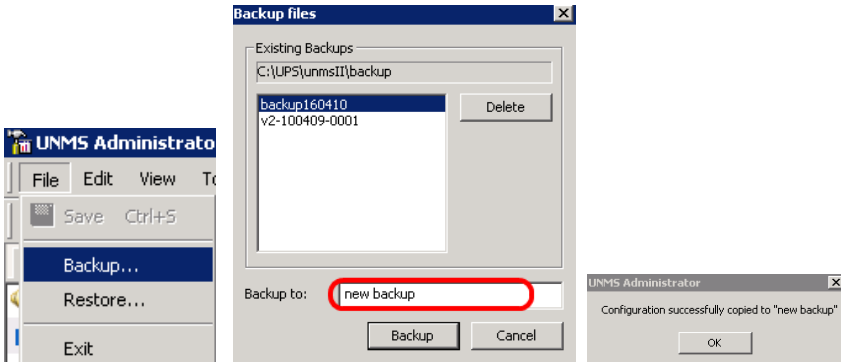 UNMS Administrato
File Edit View To
Save Ctrl+S
Backup...
Restore...
Exit
Backup files
Existing Backups
C:\UPS\unmsII\backup
backup160410
v2-100409-0001
Delete
Backup to: new backup
Backup Cancel
UNMS Administrator
Configuration successfully copied to "new backup"
OK